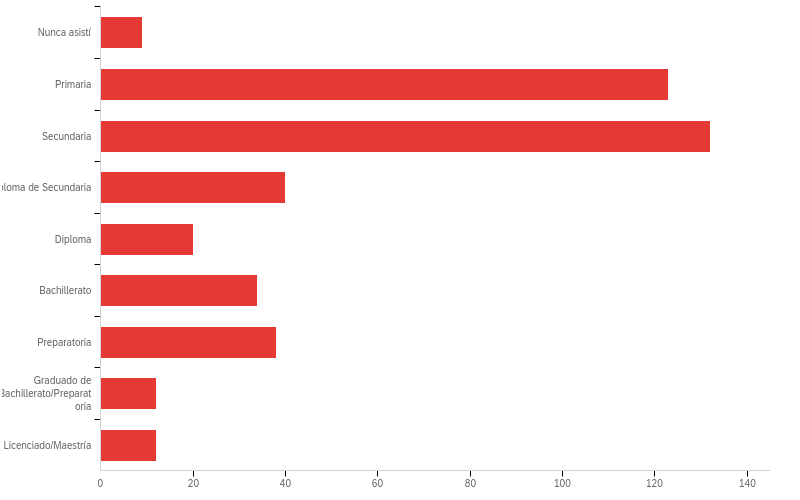 Nunca asistí
Primaria
Secundaria
de Secundaria
Diploma
Bachillerato
Preparatoria
Graduado de
Bachillerato/Preparat
oria
Licenciado/Maestría
0 20 40 60 80 100 120 140